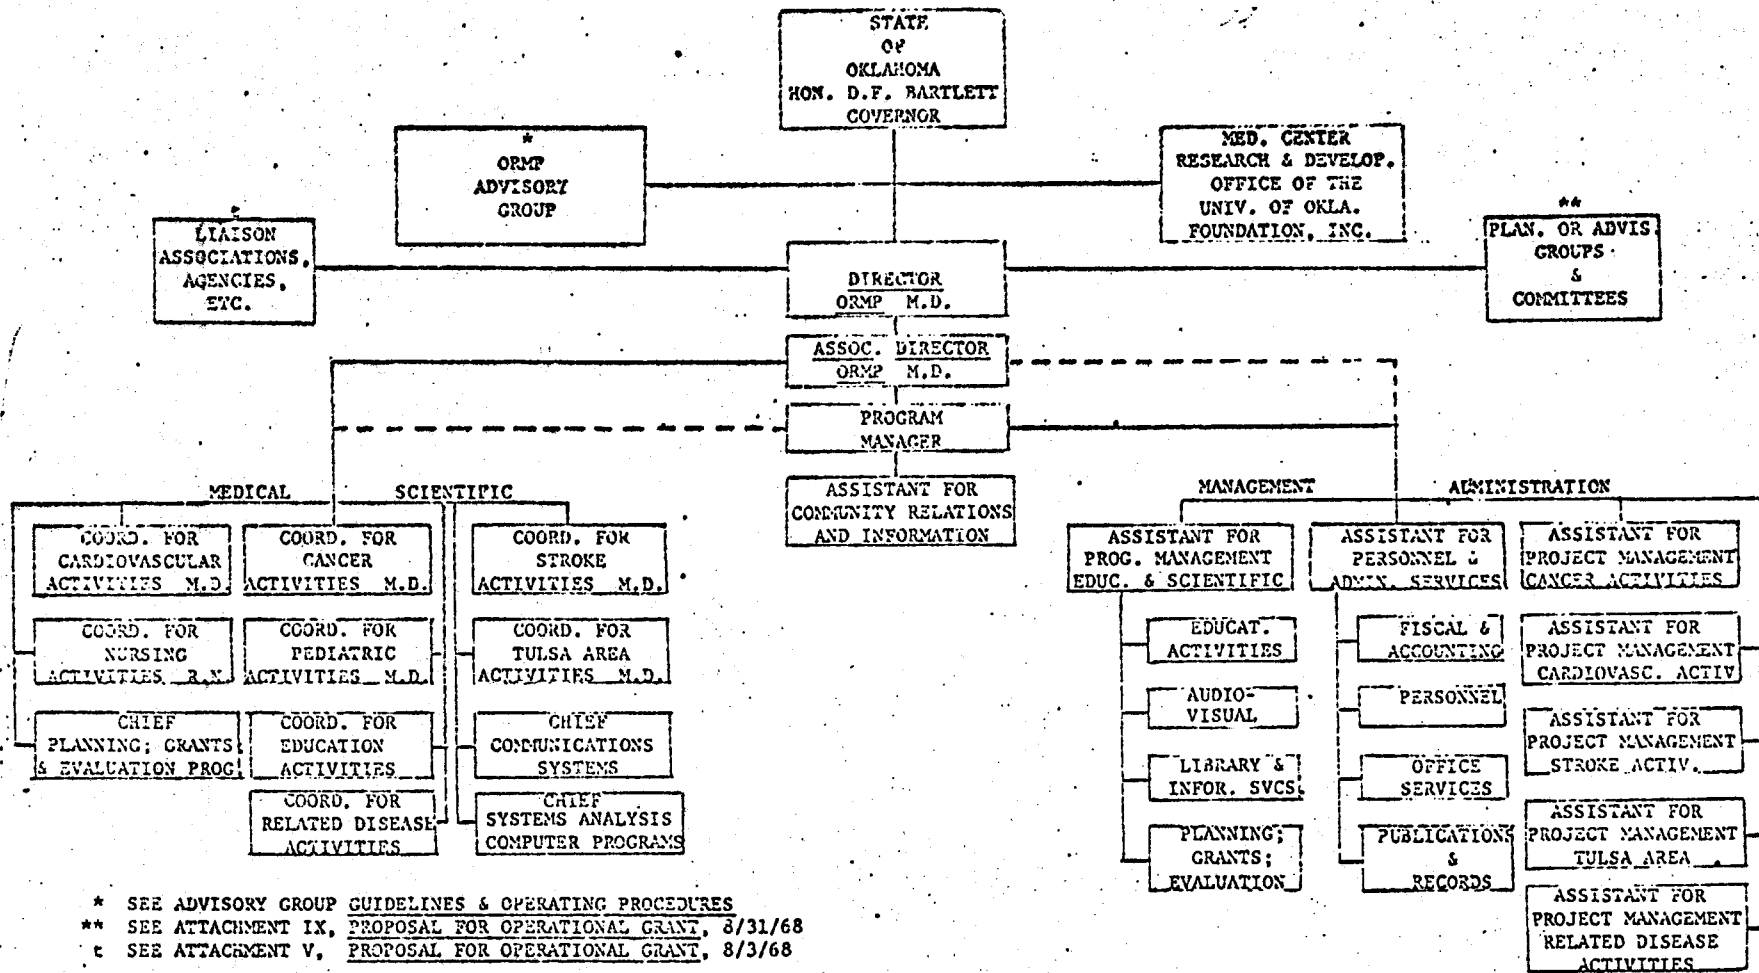 STATE
OF
OKLAHOMA
HON. D.F. BARTLETT
GOVERNOR
*
ORMP
ADVISORY
GROUP
MED. CENTER
RESEARCH & DEVELOP.
OFFICE OF THE
UNIV. OF OKLA.
FOUNDATION, INC.
LIAISON
ASSOCIATIONS,
AGENCIES,
ETC.
**
PLAN. OR ADVIS.
GROUPS
&
COMMITTEES
DIRECTOR
ORMP M.D.
ASSOC. DIRECTOR
ORMP M.D.
PROGRAM
MANAGER
ASSISTANT FOR
COMMUNITY RELATIONS
AND INFORMATION
MEDICAL SCIENTIFIC
COORD. FOR
CARDIOVASCULAR
ACTIVITIES M.D.
COORD. FOR
CANCER
ACTIVITIES M.D.
COORD. FOR
STROKE
ACTIVITIES M.D.
COORD. FOR
NURSING
ACTIVITIES R.N.
COORD. FOR
PEDIATRIC
ACTIVITIES M.D.
COORD. FOR
TULSA AREA
ACTIVITIES M.D.
CHIEF
PLANNING; GRANTS
& EVALUATION PROG.
COORD. FOR
EDUCATION
ACTIVITIES
CHIEF
COMMUNICATIONS
SYSTEMS
COORD. FOR
RELATED DISEASE
ACTIVITIES
CHIEF
SYSTEMS ANALYSIS
COMPUTER PROGRAMS
MANAGEMENT ADMINISTRATION
ASSISTANT FOR
PROG. MANAGEMENT
EDUC. & SCIENTIFIC
ASSISTANT FOR
PERSONNEL &
ADMIN. SERVICES
ASSISTANT FOR
PROJECT MANAGEMENT
CANCER ACTIVITIES
EDUCAT.
ACTIVITIES
FISCAL &
ACCOUNTING
ASSISTANT FOR
PROJECT MANAGEMENT
CARDIOVASC. ACTIV
AUDIO-
VISUAL
PERSONNEL
ASSISTANT FOR
PROJECT MANAGEMENT
STROKE ACTIV.
LIBRARY &
INFOR. SVCS.
OFFICE
SERVICES
ASSISTANT FOR
PROJECT MANAGEMENT
TULSA AREA
PLANNING;
GRANTS;
EVALUATION
PUBLICATIONS
&
RECORDS
ASSISTANT FOR
PROJECT MANAGEMENT
RELATED DISEASE
ACTIVITIES
* SEE ADVISORY GROUP GUIDELINES & OPERATING PROCEDURES
** SEE ATTACHMENT IX, PROPOSAL FOR OPERATIONAL GRANT, 8/31/68
t SEE ATTACHMENT V, PROPOSAL FOR OPERATIONAL GRANT, 8/3/68